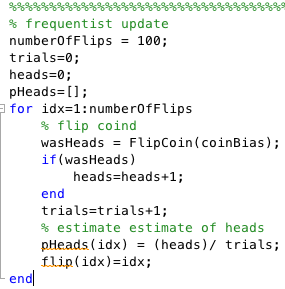 %%%%%%%%%%%%%%%%%%%%%%%%%%%%%%%%%%
% frequentist update
numberOfFlips = 100;
trials=0;
heads=0;
pHeads=[];
for idx=1:numberOfFlips
% flip coind
wasHeads = FlipCoin(coinBias);
if(wasHeads)
heads=heads+1;
end
trials=trials+1;
% estimate estimate of heads
pHeads(idx) = (heads)/ trials;
flip(idx)=idx;
end